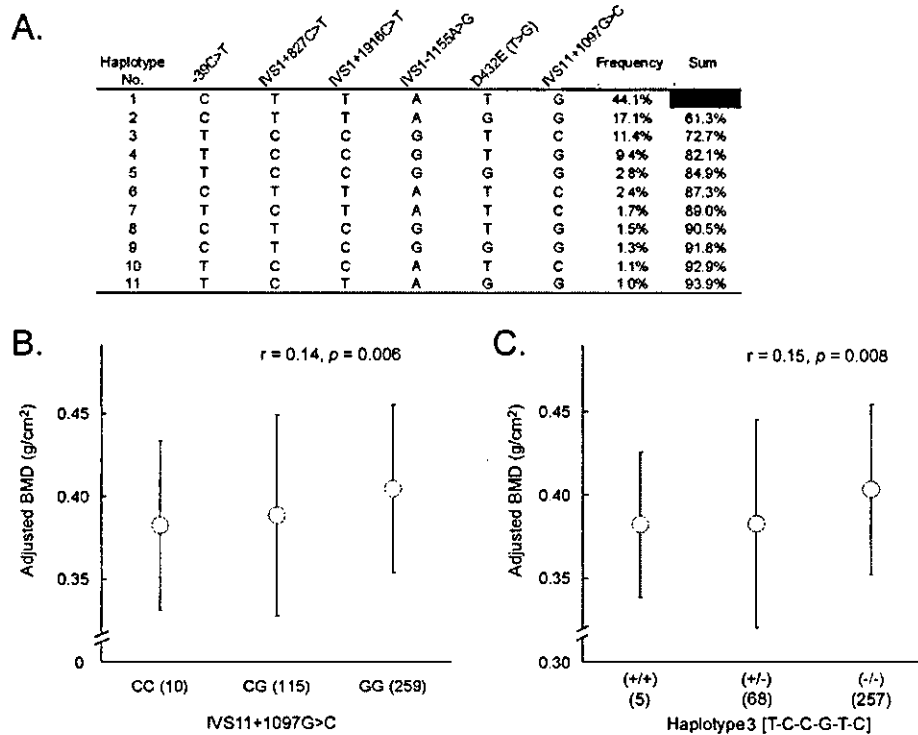 A.
Haplotype No. -39C>T IVS1+827C>T IVS1+1916C>T IVS1-1155A>G D432E (T>G) IVS11+1097G>C Frequency Sum
1 C T T A T G 44.1%
2 C T T A G G 17.1% 61.3%
3 T C C G T C 11.4% 72.7%
4 T C C G T G 9.4% 82.1%
5 T C C G G G 2.8% 84.9%
6 C T T A T C 2.4% 87.3%
7 T C T A T C 1.7% 89.0%
8 C T C G T G 1.5% 90.5%
9 C T C G G G 1.3% 91.8%
10 T C C A T C 1.1% 92.9%
11 T C T A G G 1.0% 93.9%
B.
r = 0.14, p = 0.006
Adjusted BMD (g/cm²)
0.45
0.40
0.35
0
CC (10) CG (115) GG (259)
IVS11+1097G>C
C.
r = 0.15, p = 0.008
Adjusted BMD (g/cm²)
0.45
0.40
0.35
0.30
(+/+) (+/-) (-/-)
(5) (68) (257)
Haplotype3 [T-C-C-G-T-C]